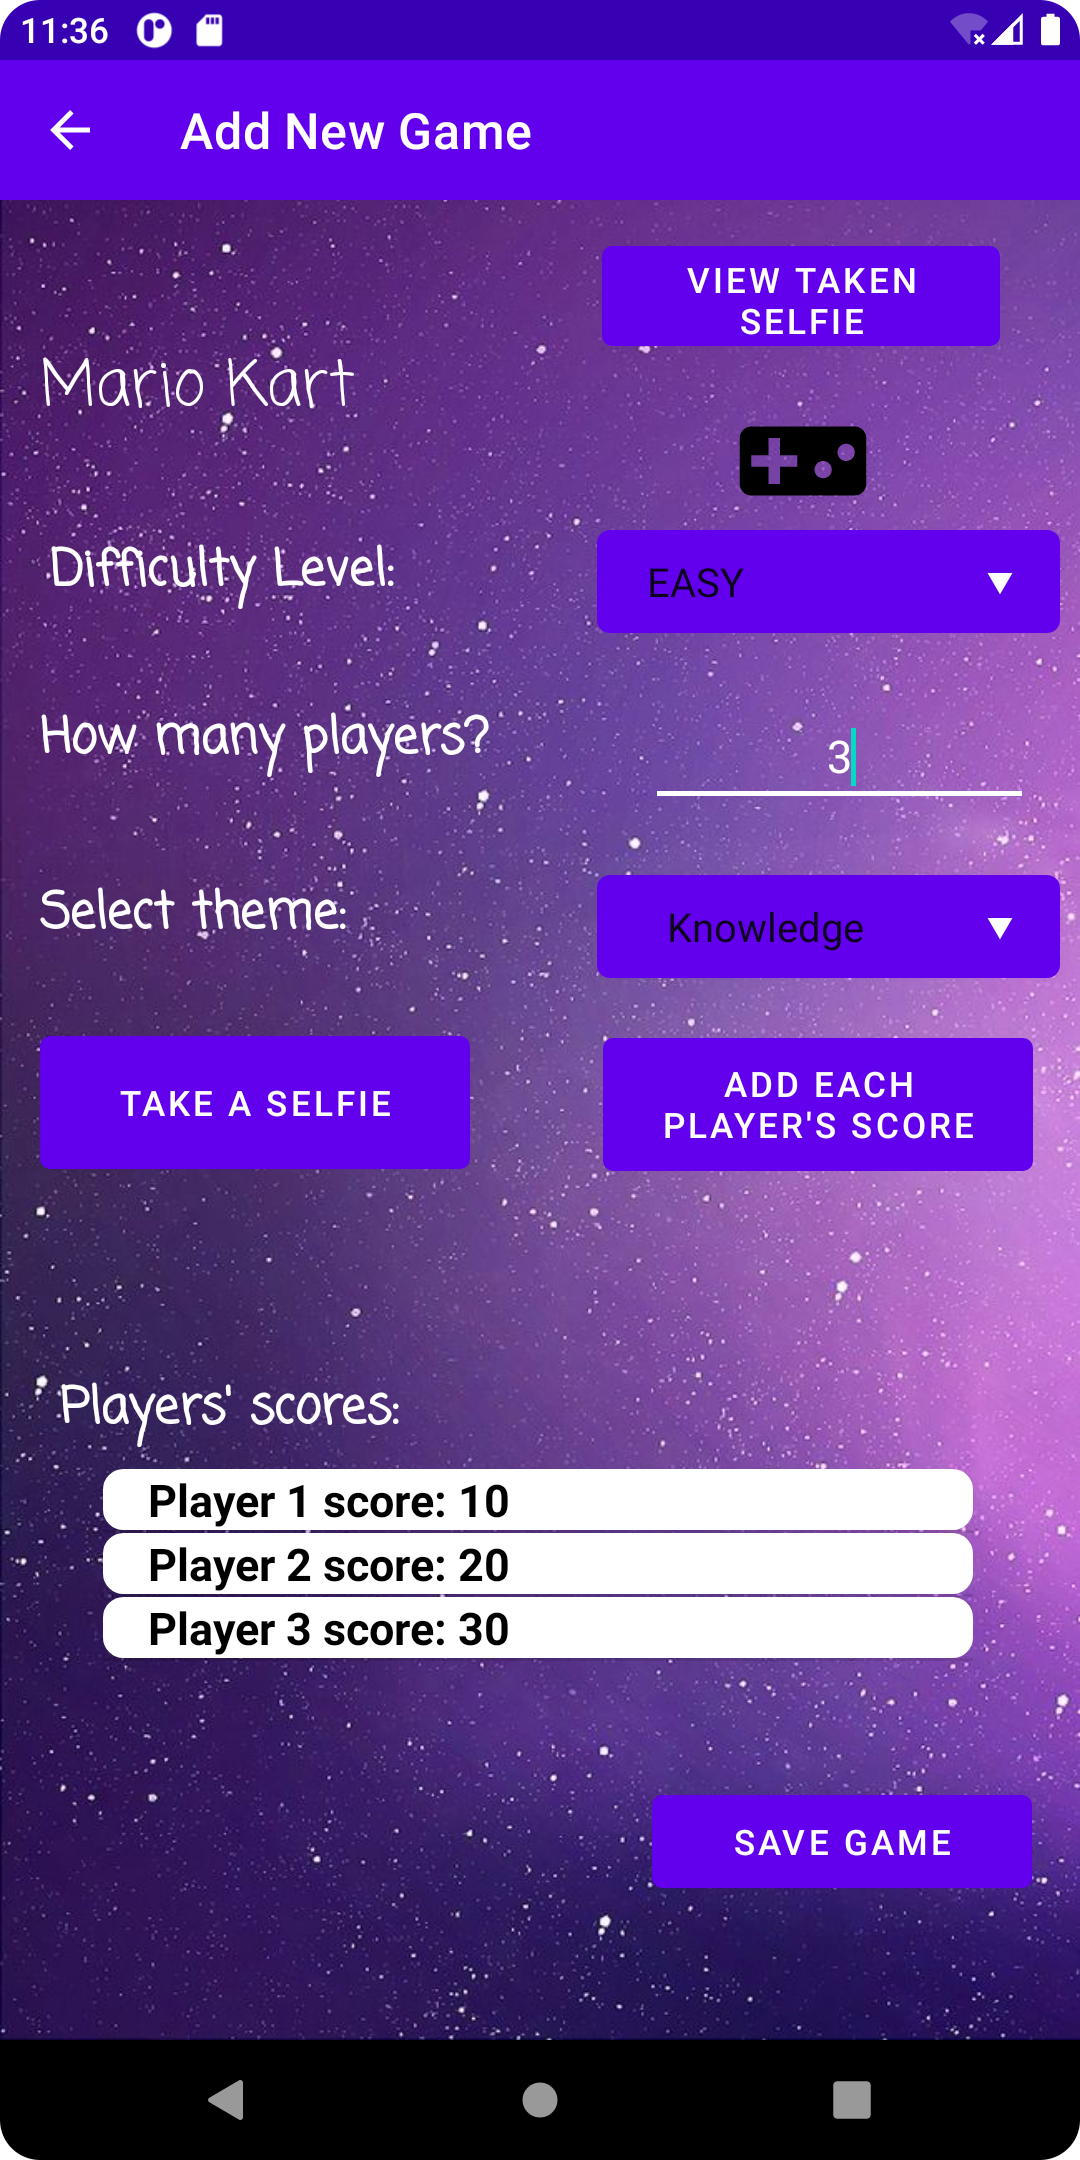 11:36
Add New Game
VIEW TAKEN
SELFIE
Mario Kart
Difficulty Level:
EASY
How many players?
3
Select theme:
Knowledge
TAKE A SELFIE
ADD EACH
PLAYER'S SCORE
Players' scores:
Player 1 score: 10
Player 2 score: 20
Player 3 score: 30
SAVE GAME